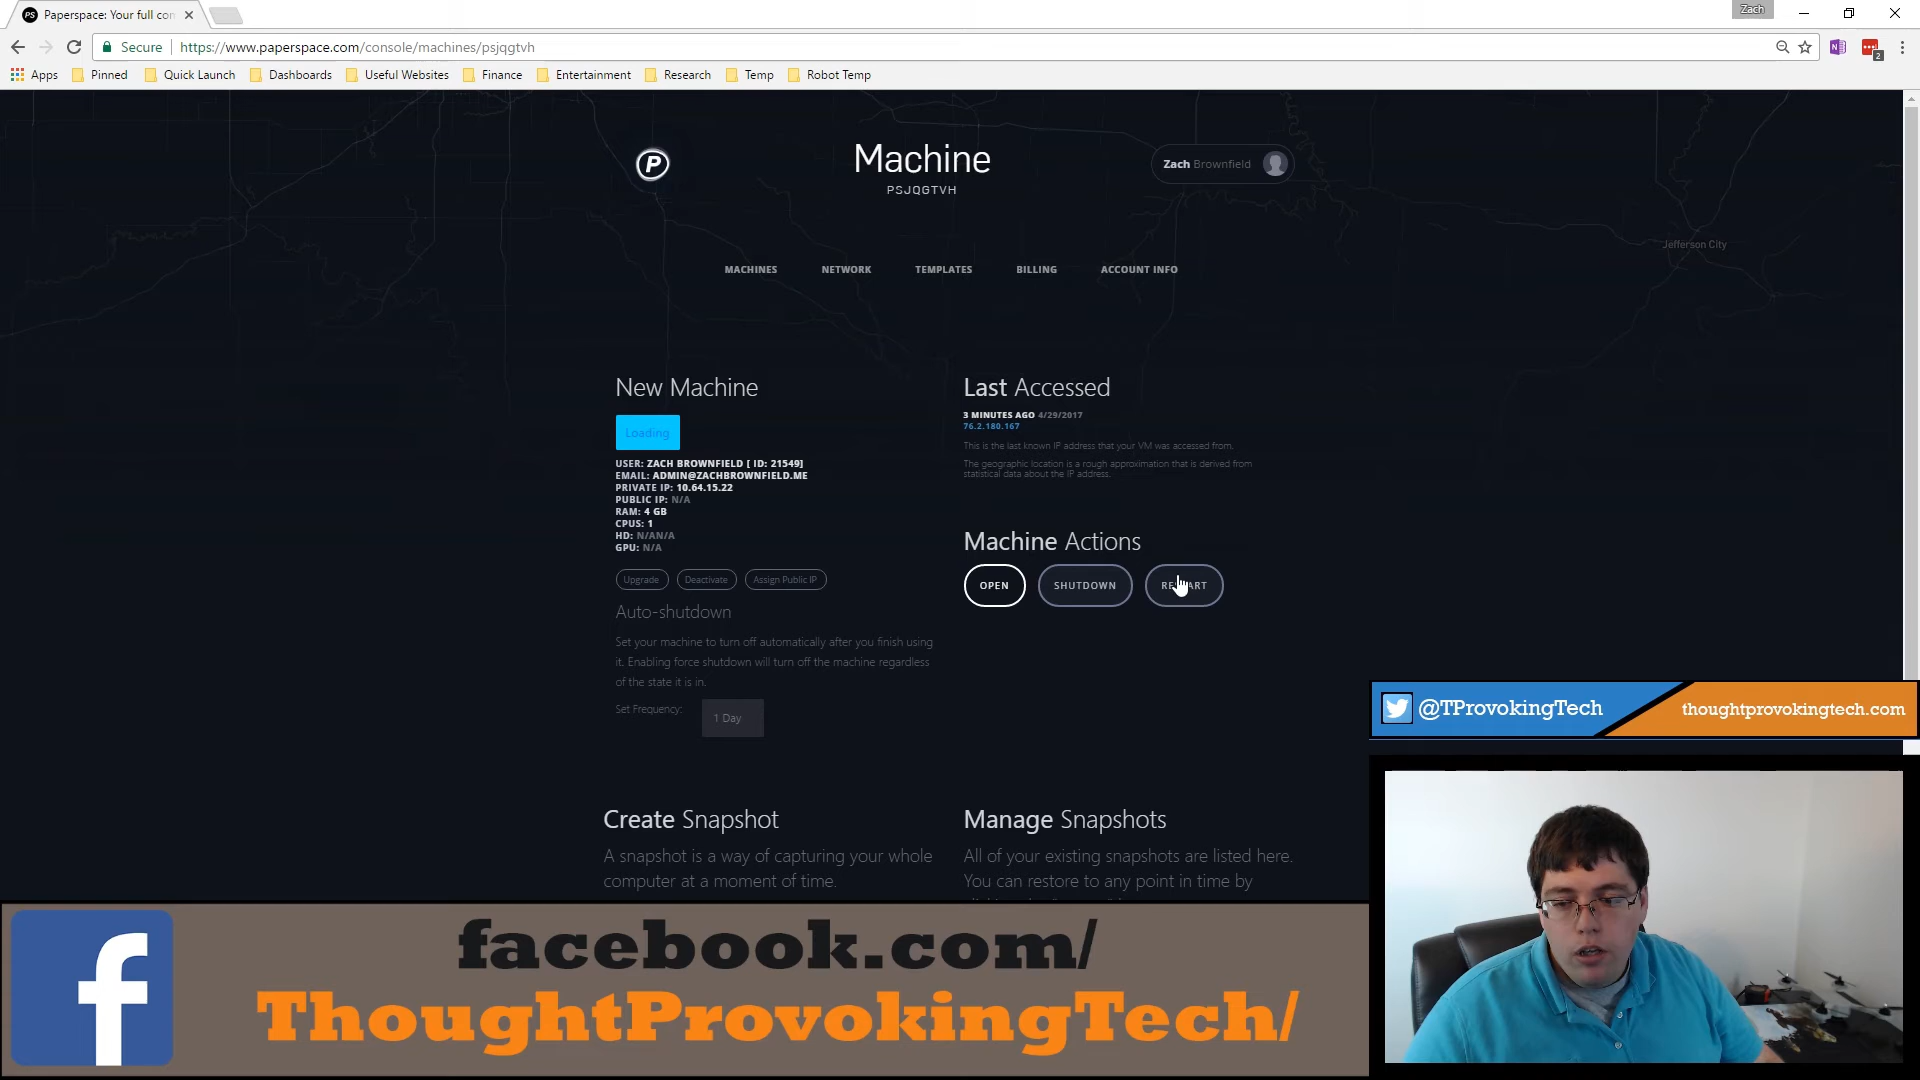 PS Paperspace: Your full con
Zach
Secure https://www.paperspace.com/console/machines/psjqgtvh
2
Apps Pinned Quick Launch Dashboards Useful Websites Finance Entertainment Research Temp Robot Temp
P
Machine
PSJQGTVH
Zach Brownfield
Jefferson City
MACHINES NETWORK TEMPLATES BILLING ACCOUNT INFO
New Machine
Loading
USER: ZACH BROWNFIELD [ ID: 21549]
EMAIL: ADMIN@ZACHBROWNFIELD.ME
PRIVATE IP: 10.64.15.22
PUBLIC IP: N/A
RAM: 4 GB
CPUS: 1
HD: N/AN/A
GPU: N/A
Upgrade Deactivate Assign Public IP
Auto-shutdown
Set your machine to turn off automatically after you finish using
it. Enabling force shutdown will turn off the machine regardless
of the state it is in.
Set Frequency: 1 Day
Last Accessed
3 MINUTES AGO 4/29/2017
76.2.180.167
This is the last known IP address that your VM was accessed from.
The geographic location is a rough approximation that is derived from
statistical data about the IP address.
Machine Actions
OPEN SHUTDOWN
Create Snapshot
A snapshot is a way of capturing your whole
computer at a moment of time.
Manage Snapshots
All of your existing snapshots are listed here.
You can restore to any point in time by
@TProvokingTech thoughtprovokingtech.com
f facebook.com/
ThoughtProvokingTech/